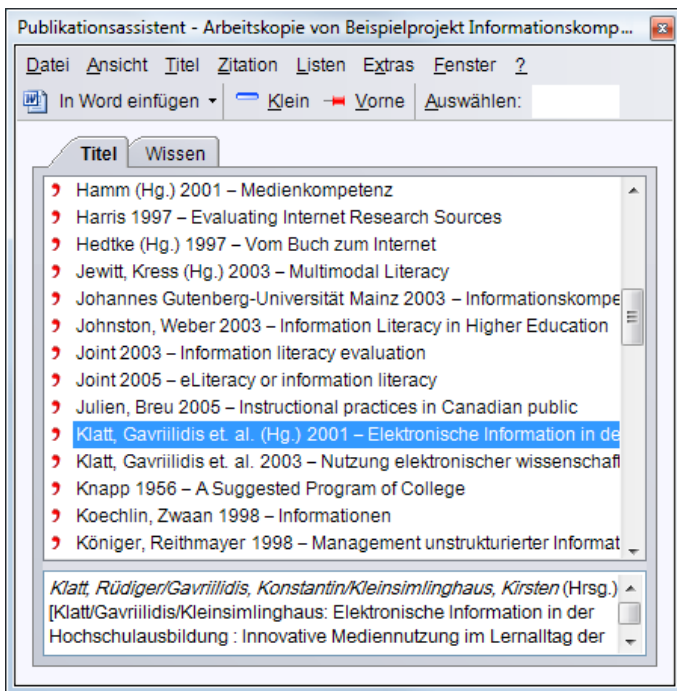 Publikationsassistent - Arbeitskopie von Beispielprojekt Informationskomp...
Datei Ansicht Titel Zitation Listen Extras Fenster ?
In Word einfügen Klein Vorne Auswählen:
Titel Wissen
Hamm (Hg.) 2001 – Medienkompetenz
Harris 1997 – Evaluating Internet Research Sources
Hedtke (Hg.) 1997 – Vom Buch zum Internet
Jewitt, Kress (Hg.) 2003 – Multimodal Literacy
Johannes Gutenberg-Universität Mainz 2003 – Informationskompe
Johnston, Weber 2003 – Information Literacy in Higher Education
Joint 2003 – Information literacy evaluation
Joint 2005 – eLiteracy or information literacy
Julien, Breu 2005 – Instructional practices in Canadian public
Klatt, Gavriilidis et. al. (Hg.) 2001 – Elektronische Information in de
Klatt, Gavriilidis et. al. 2003 – Nutzung elektronischer wissenschaft
Knapp 1956 – A Suggested Program of College
Koechlin, Zwaan 1998 – Informationen
Königer, Reithmayer 1998 – Management unstrukturierter Informat
Klatt, Rüdiger/Gavriilidis, Konstantin/Kleinsimlinghaus, Kirsten (Hrsg.)
[Klatt/Gavriilidis/Kleinsimlinghaus: Elektronische Information in der
Hochschulausbildung : Innovative Mediennutzung im Lernalltag der